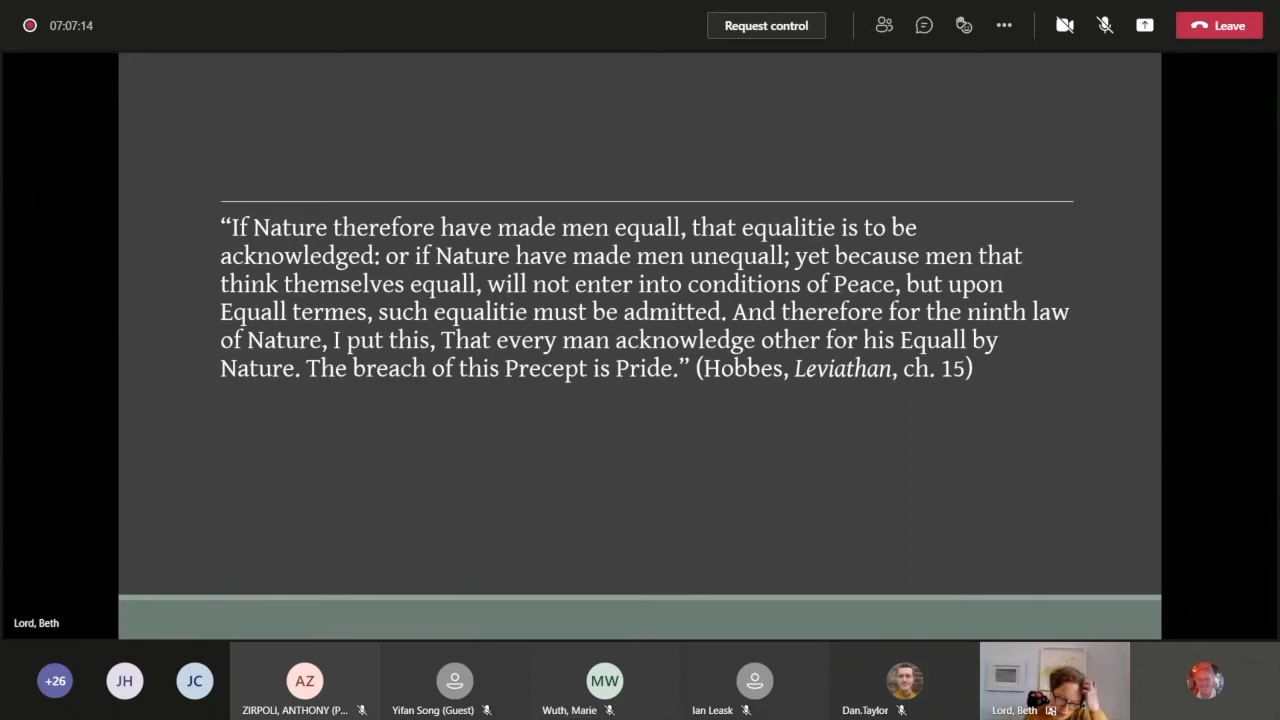 07:07:14
Request control
Leave
“If Nature therefore have made men equall, that equalitie is to be
acknowledged: or if Nature have made men unequall; yet because men that
think themselves equall, will not enter into conditions of Peace, but upon
Equall termes, such equalitie must be admitted. And therefore for the ninth law
of Nature, I put this, That every man acknowledge other for his Equall by
Nature. The breach of this Precept is Pride.” (Hobbes, Leviathan, ch. 15)
Lord, Beth
+26
JH
JC
AZ
MW
ZIRPOLI, ANTHONY (P...
Yifan Song (Guest)
Wuth, Marie
Ian Leask
Dan.Taylor
Lord, Beth